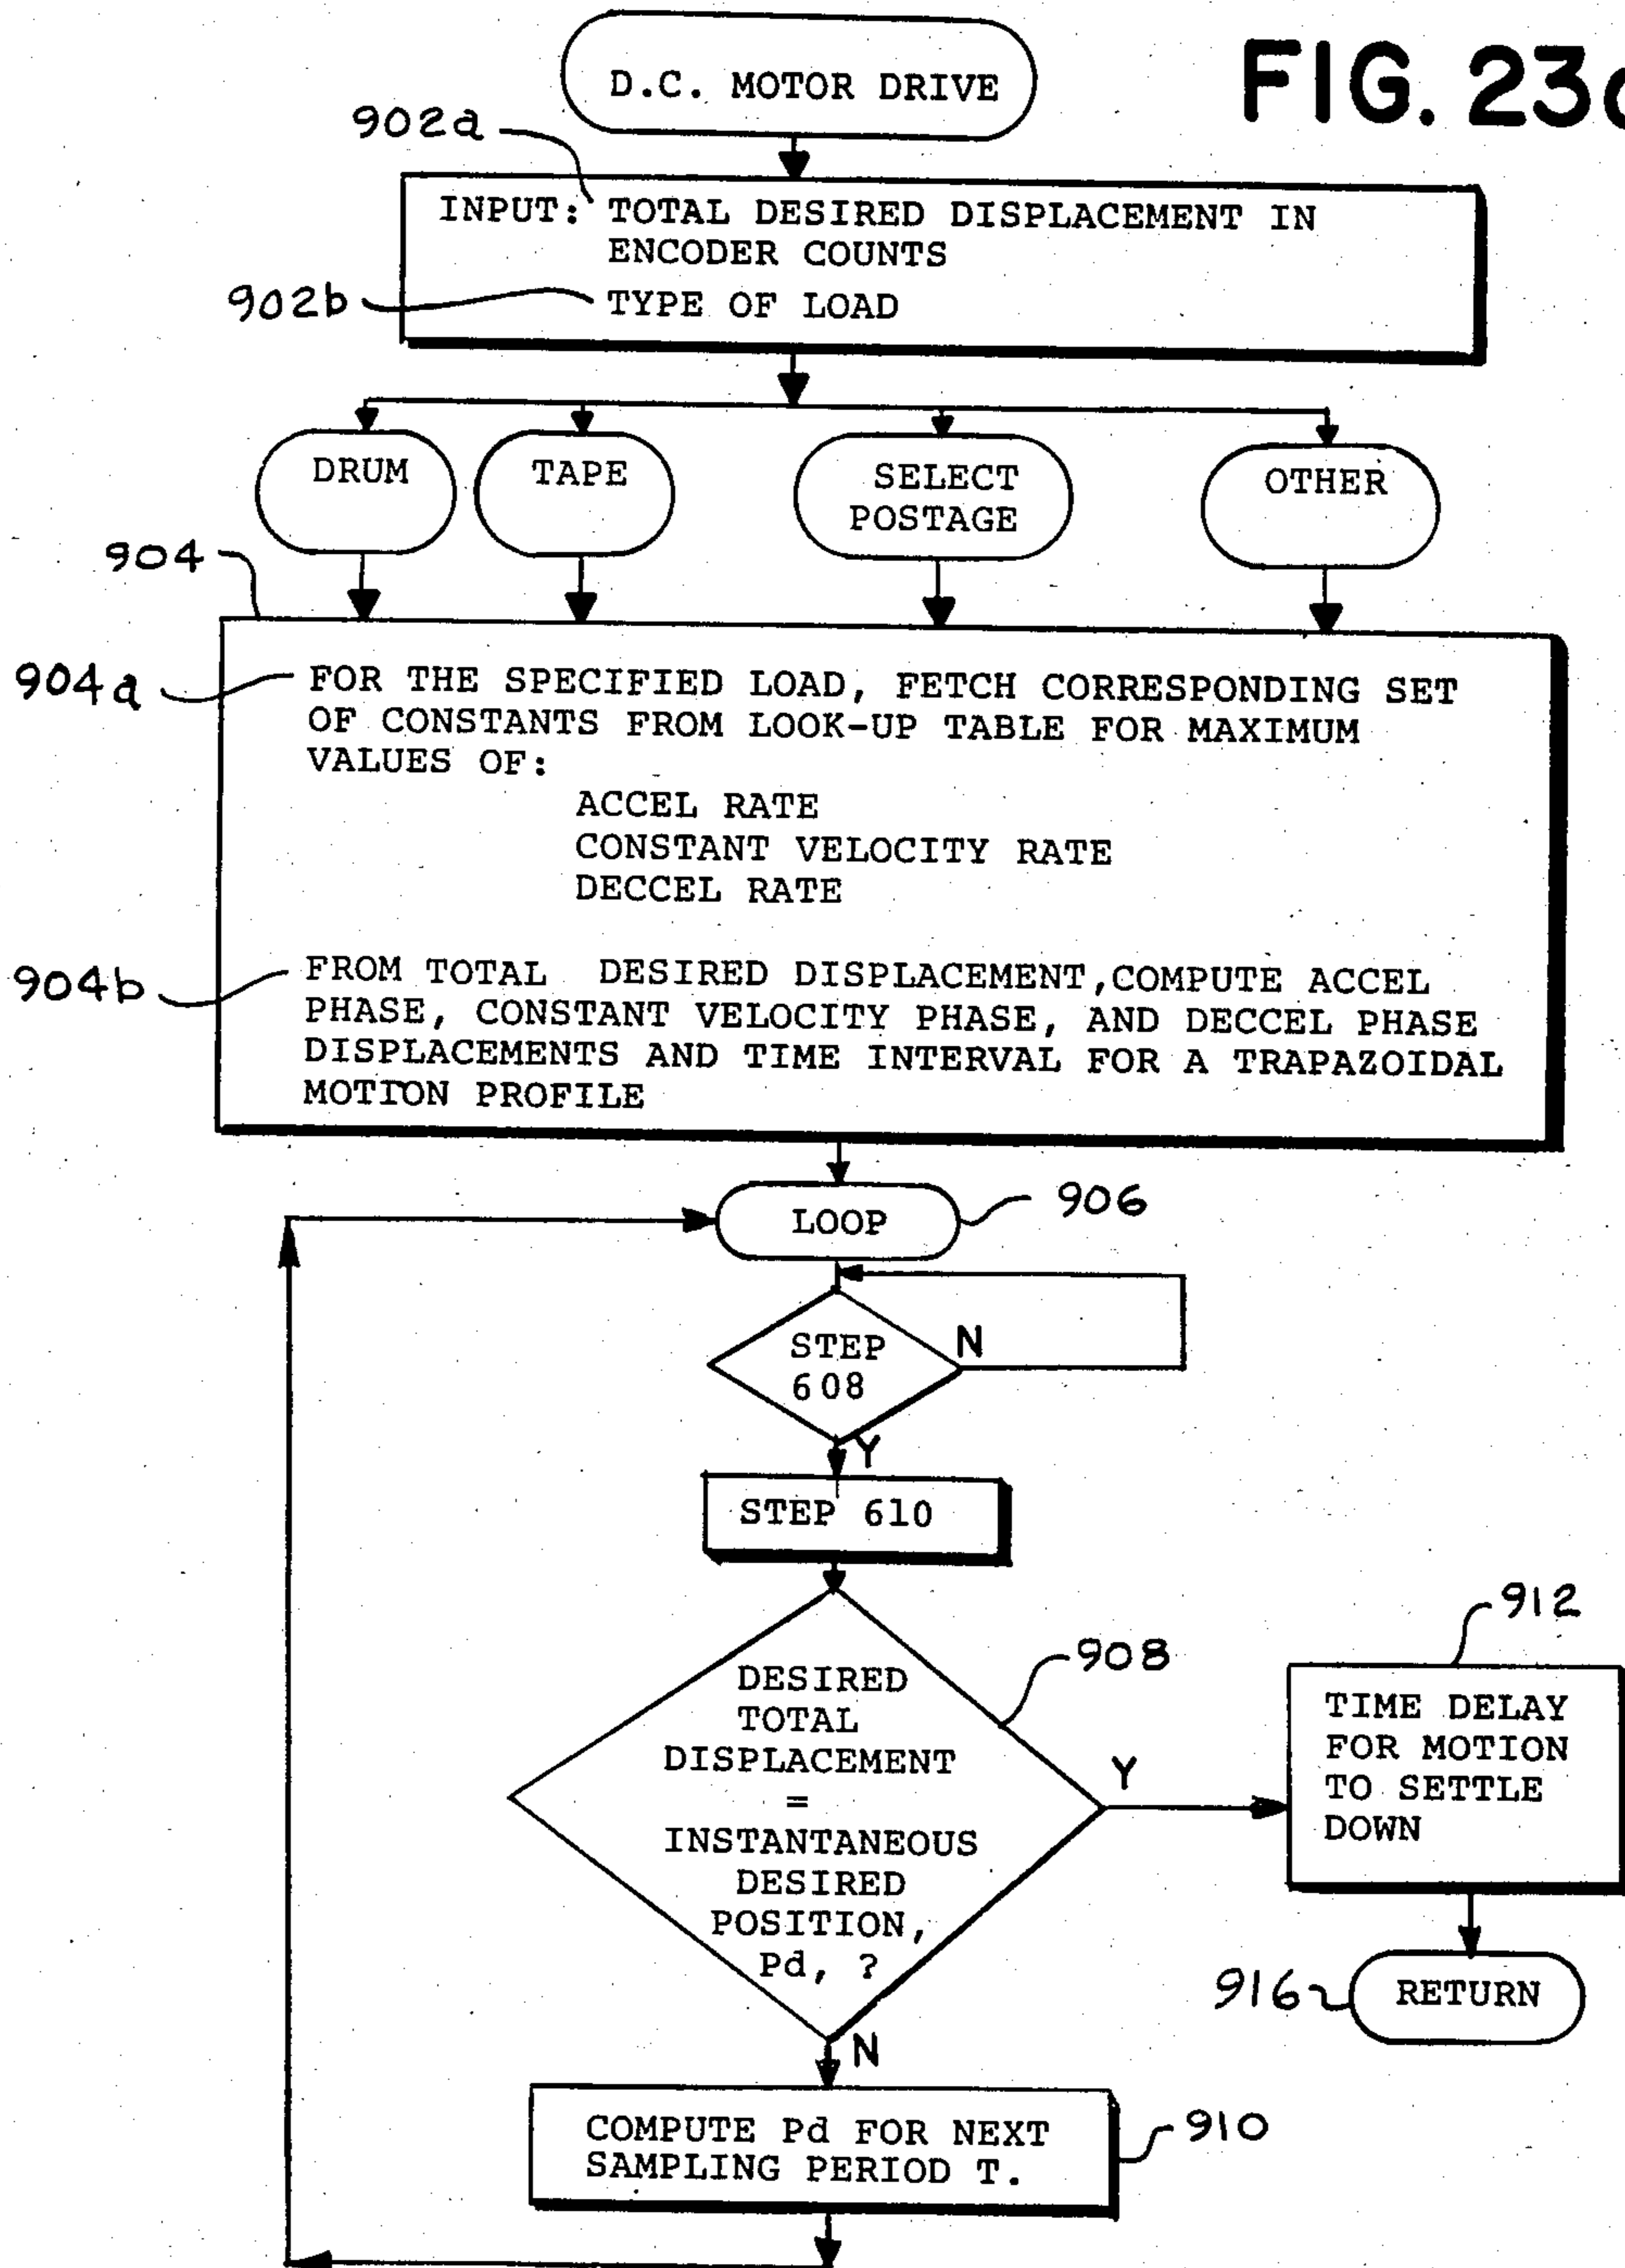 FIG. 23
D.C. MOTOR DRIVE
902a
INPUT: TOTAL DESIRED DISPLACEMENT IN
ENCODER COUNTS
902b
TYPE OF LOAD
DRUM
TAPE
SELECT
POSTAGE
OTHER
904
904a
FOR THE SPECIFIED LOAD, FETCH CORRESPONDING SET
OF CONSTANTS FROM LOOK-UP TABLE FOR MAXIMUM
VALUES OF:
ACCEL RATE
CONSTANT VELOCITY RATE
DECCEL RATE
904b
FROM TOTAL DESIRED DISPLACEMENT, COMPUTE ACCEL
PHASE, CONSTANT VELOCITY PHASE, AND DECCEL PHASE
DISPLACEMENTS AND TIME INTERVAL FOR A TRAPAZOIDAL
MOTION PROFILE
LOOP
906
STEP
608
N
Y
STEP 610
908
DESIRED
TOTAL
DISPLACEMENT
=
INSTANTANEOUS
DESIRED
POSITION,
Pd, ?
Y
912
TIME DELAY
FOR MOTION
TO SETTLE
DOWN
916
RETURN
N
COMPUTE Pd FOR NEXT
SAMPLING PERIOD T.
910